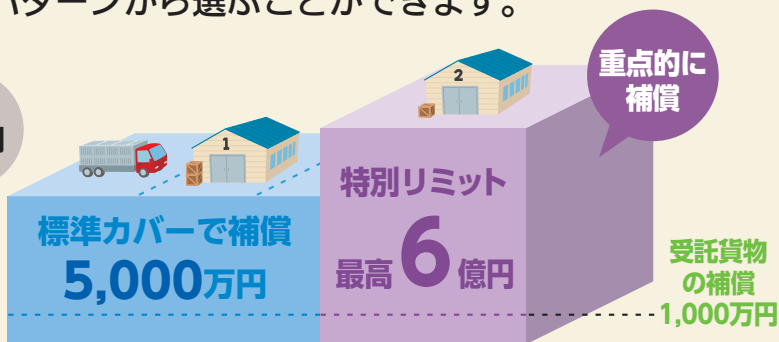 パターンから選ぶことができます。
重点的に
補償
2
1
特別リミット
最高6億円
標準カバーで補償
5,000万円
受託貨物
の補償
1,000万円